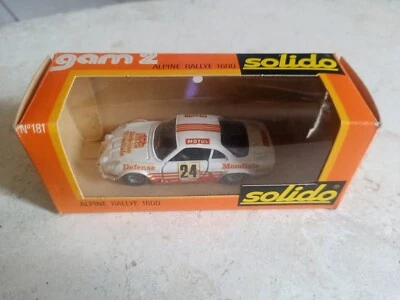 gam 2
ALPINE RALLYE 1600
solido
N°181
MOTUL
Defense
Mondiale
24
ALPINE RALLYE 1600
solido